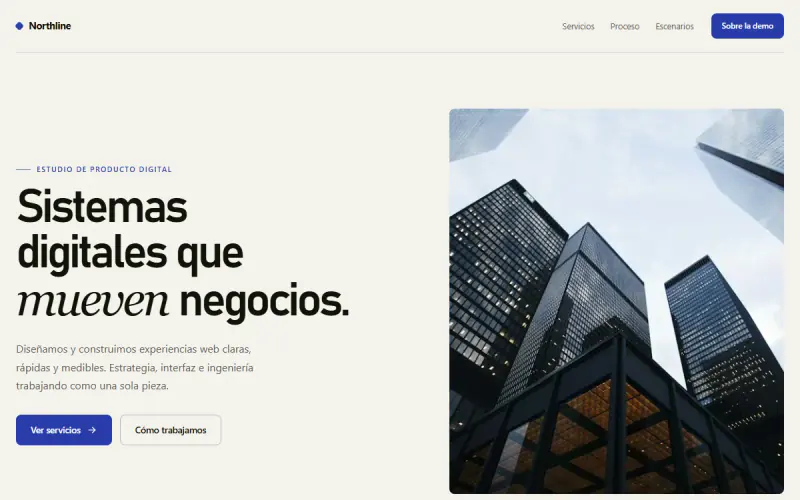 Northline
Servicios
Proceso
Escenarios
Sobre la demo
ESTUDIO DE PRODUCTO DIGITAL
Sistemas
digitales que
mueven negocios.
Diseñamos y construimos experiencias web claras,
rápidas y medibles. Estrategia, interfaz e ingeniería
trabajando como una sola pieza.
Ver servicios →
Cómo trabajamos